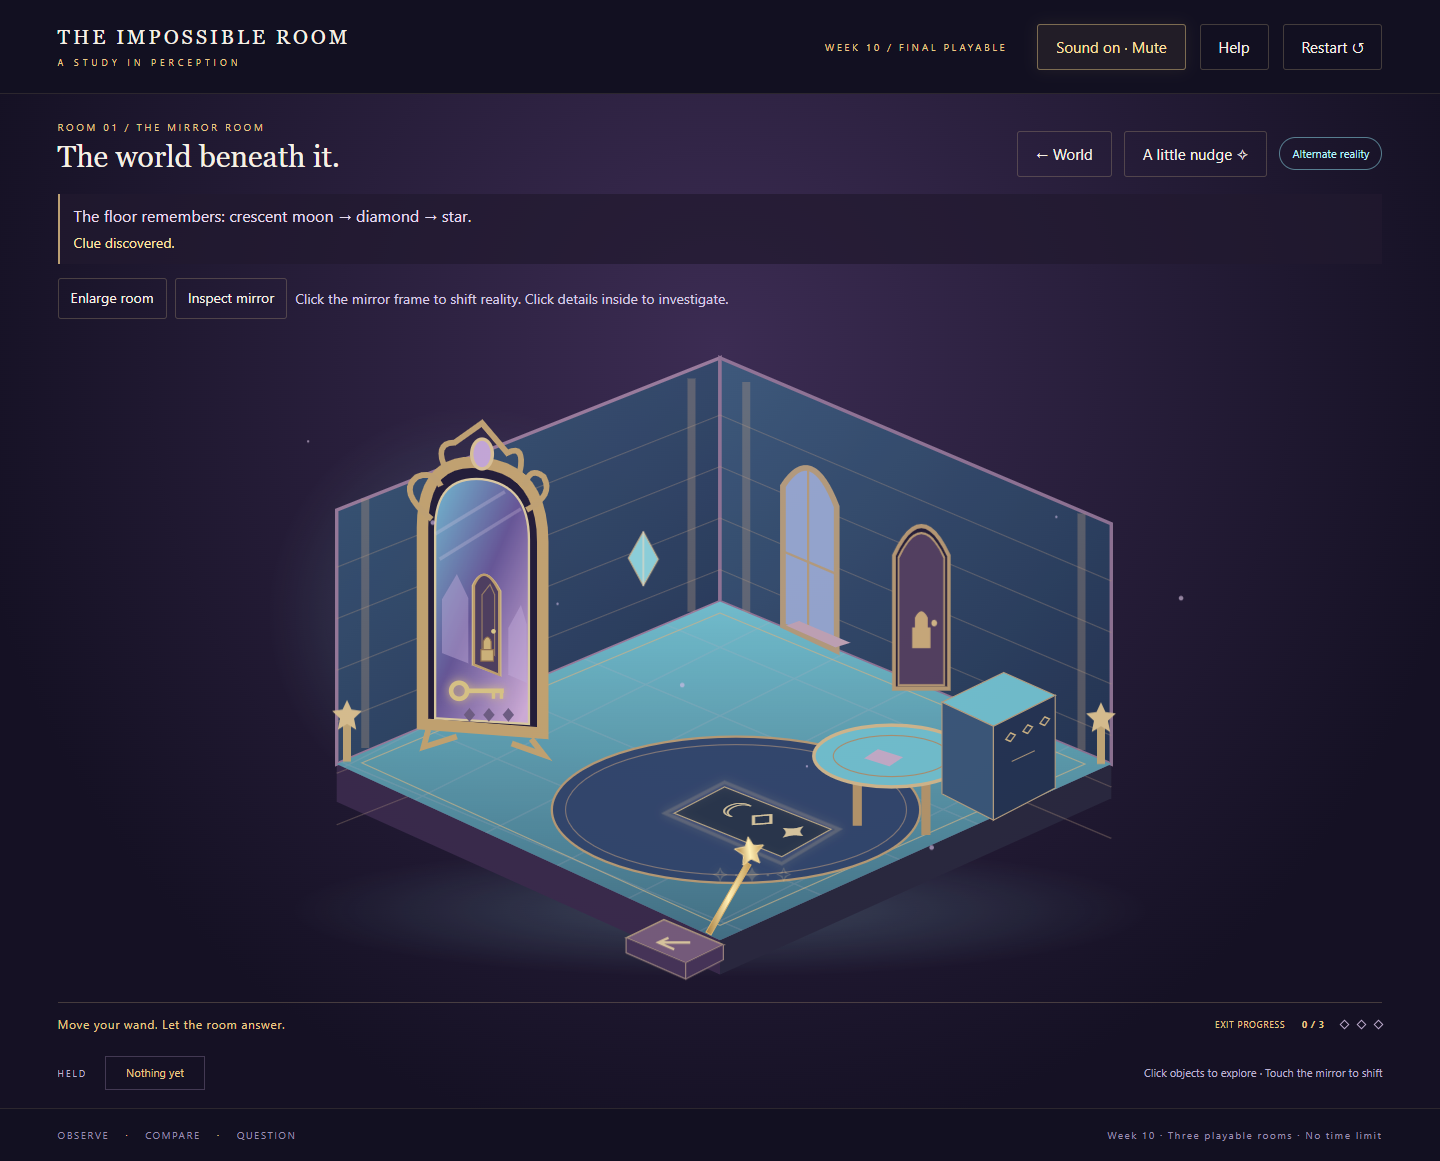 THE IMPOSSIBLE ROOM
A STUDY IN PERCEPTION
WEEK 10 / FINAL PLAYABLE
Sound on · Mute
Help
Restart ↺
ROOM 01 / THE MIRROR ROOM
The world beneath it.
← World
A little nudge ✧
Alternate reality
The floor remembers: crescent moon → diamond → star.
Clue discovered.
Enlarge room
Inspect mirror
Click the mirror frame to shift reality. Click details inside to investigate.
Move your wand. Let the room answer.
EXIT PROGRESS 0 / 3 ◇ ◇ ◇
HELD
Nothing yet
Click objects to explore · Touch the mirror to shift
OBSERVE · COMPARE · QUESTION
Week 10 · Three playable rooms · No time limit